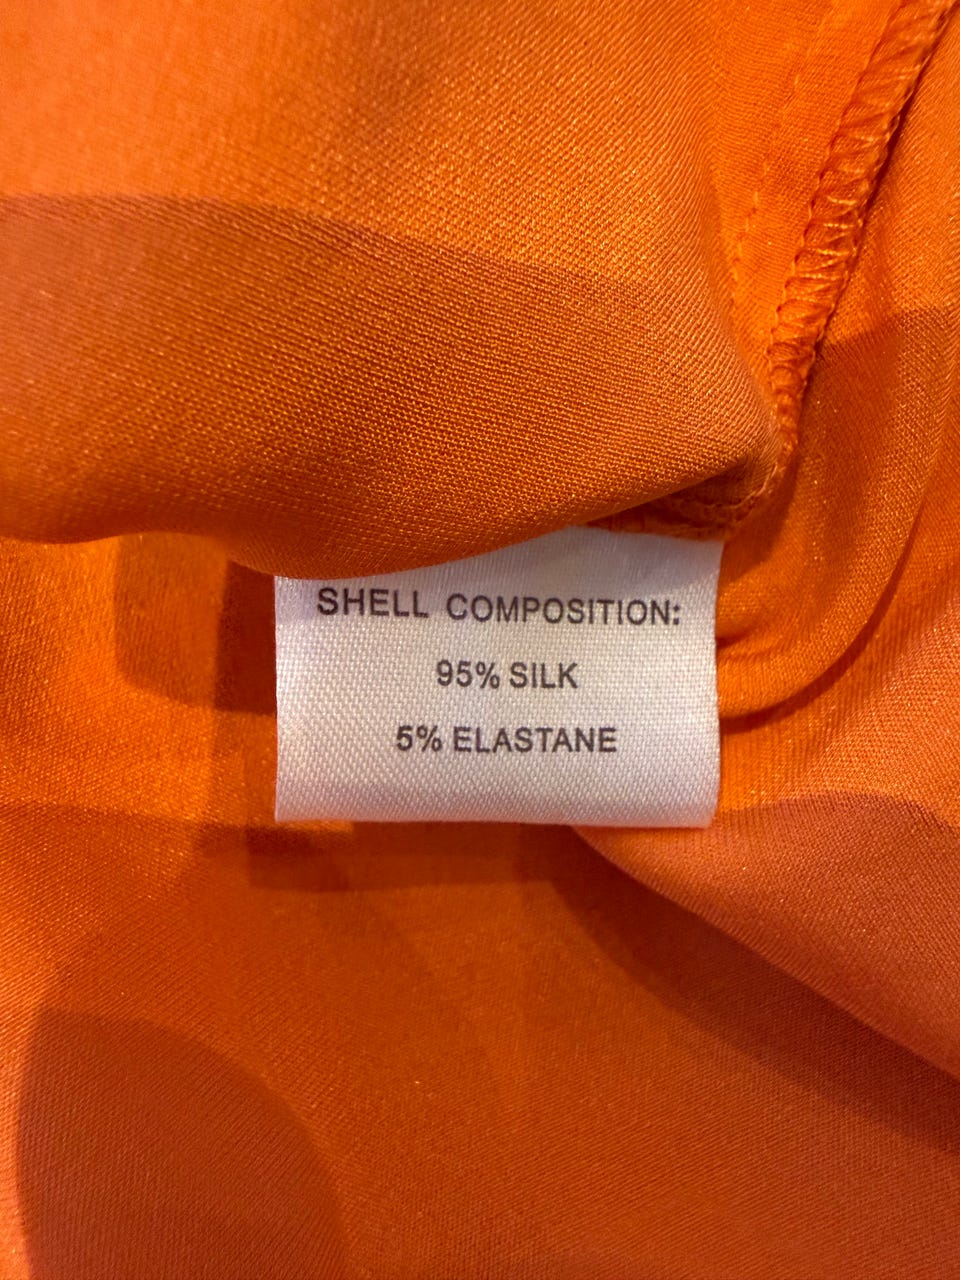 SHELL COMPOSITION:
95% SILK
5% ELASTANE